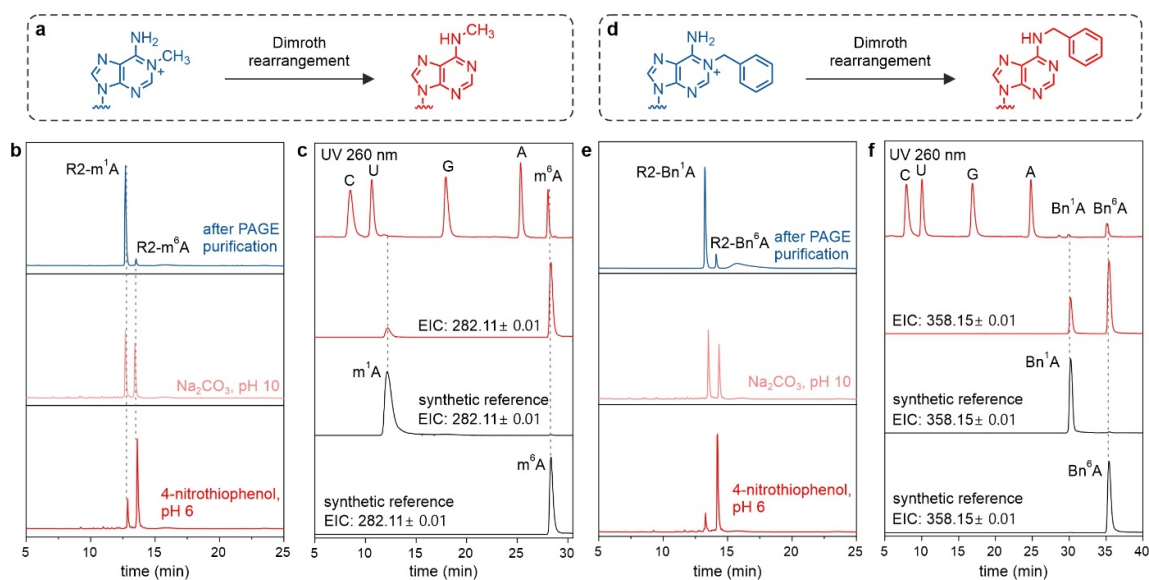 a
NH₂
N
N
N
N
CH₃
+
Dimroth
rearrangement
HN
CH₃
N
N
N
N
d
NH₂
N
N
N
N
+
Dimroth
rearrangement
HN
N
N
N
N
b
R2-m¹A
R2-m⁶A
after PAGE
purification
Na₂CO₃, pH 10
4-nitrothiophenol,
pH 6
5 10 15 20 25
time (min)
c
UV 260 nm
C
U
G
A
m⁶A
EIC: 282.11± 0.01
m¹A
synthetic reference
EIC: 282.11± 0.01
m⁶A
synthetic reference
EIC: 282.11± 0.01
5 10 15 20 25 30
time (min)
e
R2-Bn¹A
R2-Bn⁶A
after PAGE
purification
Na₂CO₃, pH 10
4-nitrothiophenol,
pH 6
5 10 15 20 25
time (min)
f
UV 260 nm
C
U
G
A
Bn¹A
Bn⁶A
EIC: 358.15± 0.01
Bn¹A
synthetic reference
EIC: 358.15± 0.01
Bn⁶A
synthetic reference
EIC: 358.15± 0.01
5 10 15 20 25 30 35 40
time (min)